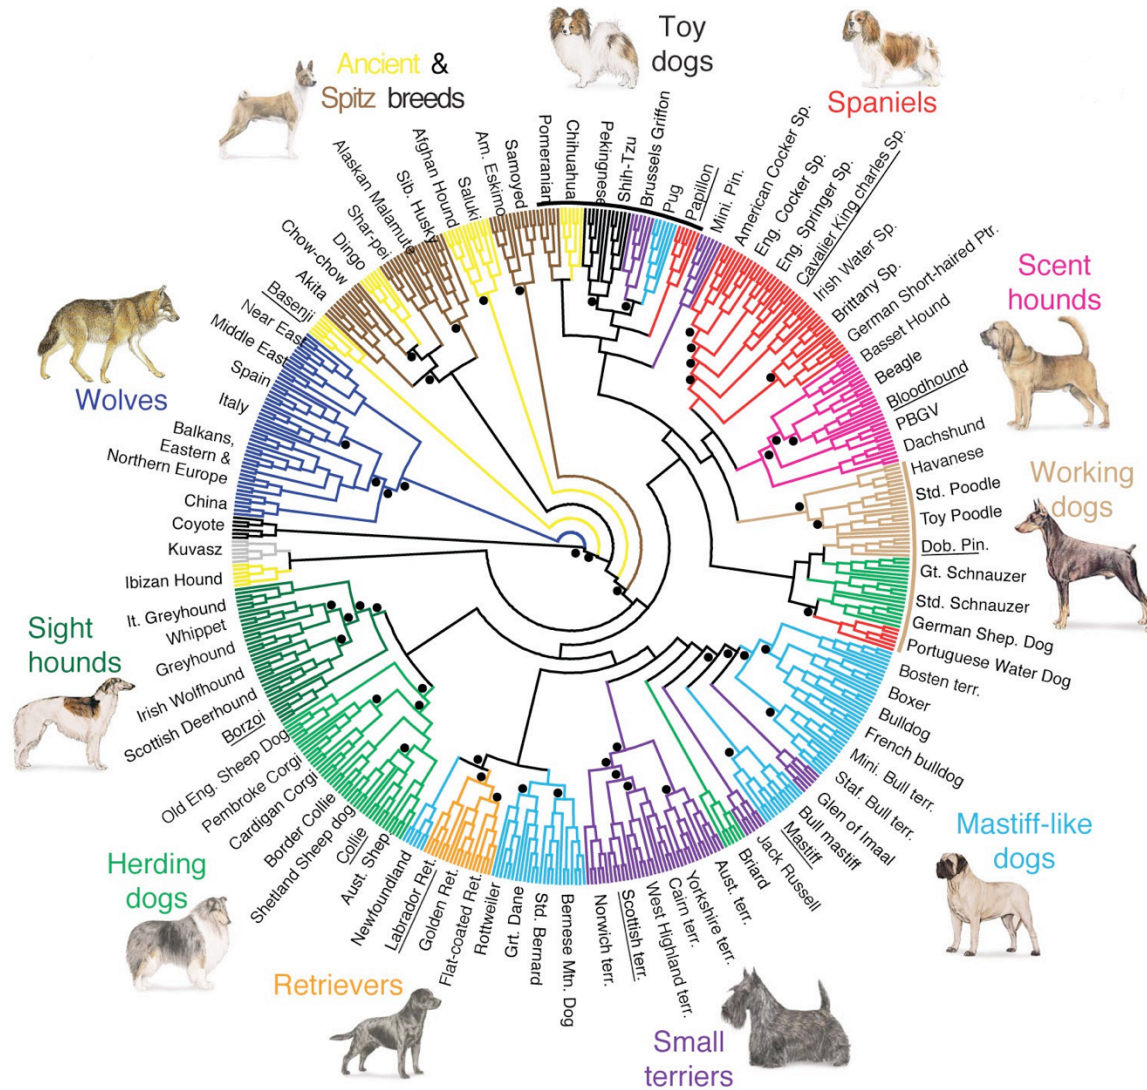 Toy
dogs
Spaniels
Ancient &
Spitz breeds
Scent
hounds
Working
dogs
Mastiff-like
dogs
Small
terriers
Retrievers
Herding
dogs
Sight
hounds
Wolves
Near East
Middle East
Spain
Italy
Balkans,
Eastern &
Northern Europe
China
Coyote
Kuvasz
Ibizan Hound
It. Greyhound
Whippet
Greyhound
Irish Wolfhound
Scottish Deerhound
Borzoi
Old Eng. Sheep Dog
Pembroke Corgi
Cardigan Corgi
Border Collie
Shetland Sheep dog
Collie
Aust. Shep
Newfoundland
Labrador Ret.
Golden Ret.
Flat-coated Ret.
Rottweiler
Grt. Dane
Std. Bernard
Bernese Mtn. Dog
Norwich terr.
Scottish terr.
West Highland terr.
Cairn terr.
Yorkshire terr.
Aust. terr.
Briard
Jack Russell
Mastiff
Bull mastiff
Glen of Imaal
Staf. Bull terr.
Mini. Bull terr.
French bulldog
Bulldog
Boxer
Bosten terr.
Portuguese Water Dog
German Shep. Dog
Std. Schnauzer
Gt. Schnauzer
Dob. Pin.
Toy Poodle
Std. Poodle
Havanese
Dachshund
PBGV
Bloodhound
Beagle
Basset Hound
German Short-haired Ptr.
Brittany Sp.
Irish Water Sp.
Cavalier King charles Sp.
Eng. Springer Sp.
Eng. Cocker Sp.
American Cocker Sp.
Mini. Pin.
Papillon
Pug
Brussels Griffon
Shih-Tzu
Pekingnese
Chihuahua
Pomeranian
Samoyed
Am. Eskimo
Saluki
Afghan Hound
Sib. Husky
Alaskan Malamute
Shar-pei
Dingo
Chow-chow
Akita
Basenji